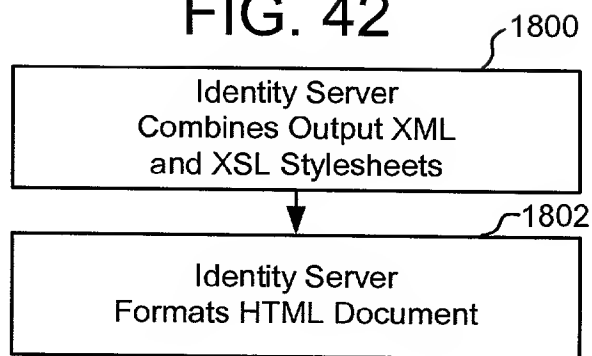 FIG. 42
1800
Identity Server
Combines Output XML
and XSL Stylesheets
1802
Identity Server
Formats HTML Document